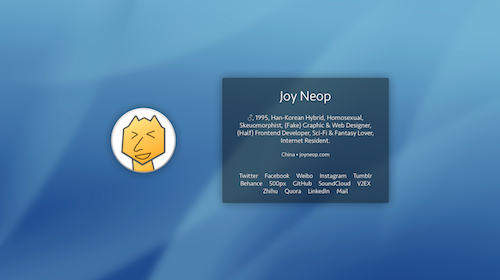 Joy Neop
♂, 1995, Han-Korean Hybrid, Homosexual,
Skeuomorphist, (Fake) Graphic & Web Designer,
(Half) Frontend Developer, Sci-Fi & Fantasy Lover,
Internet Resident.
China • joyneop.com
Twitter Facebook Weibo Instagram Tumblr
Behance 500px GitHub SoundCloud V2EX
Zhihu Quora LinkedIn Mail